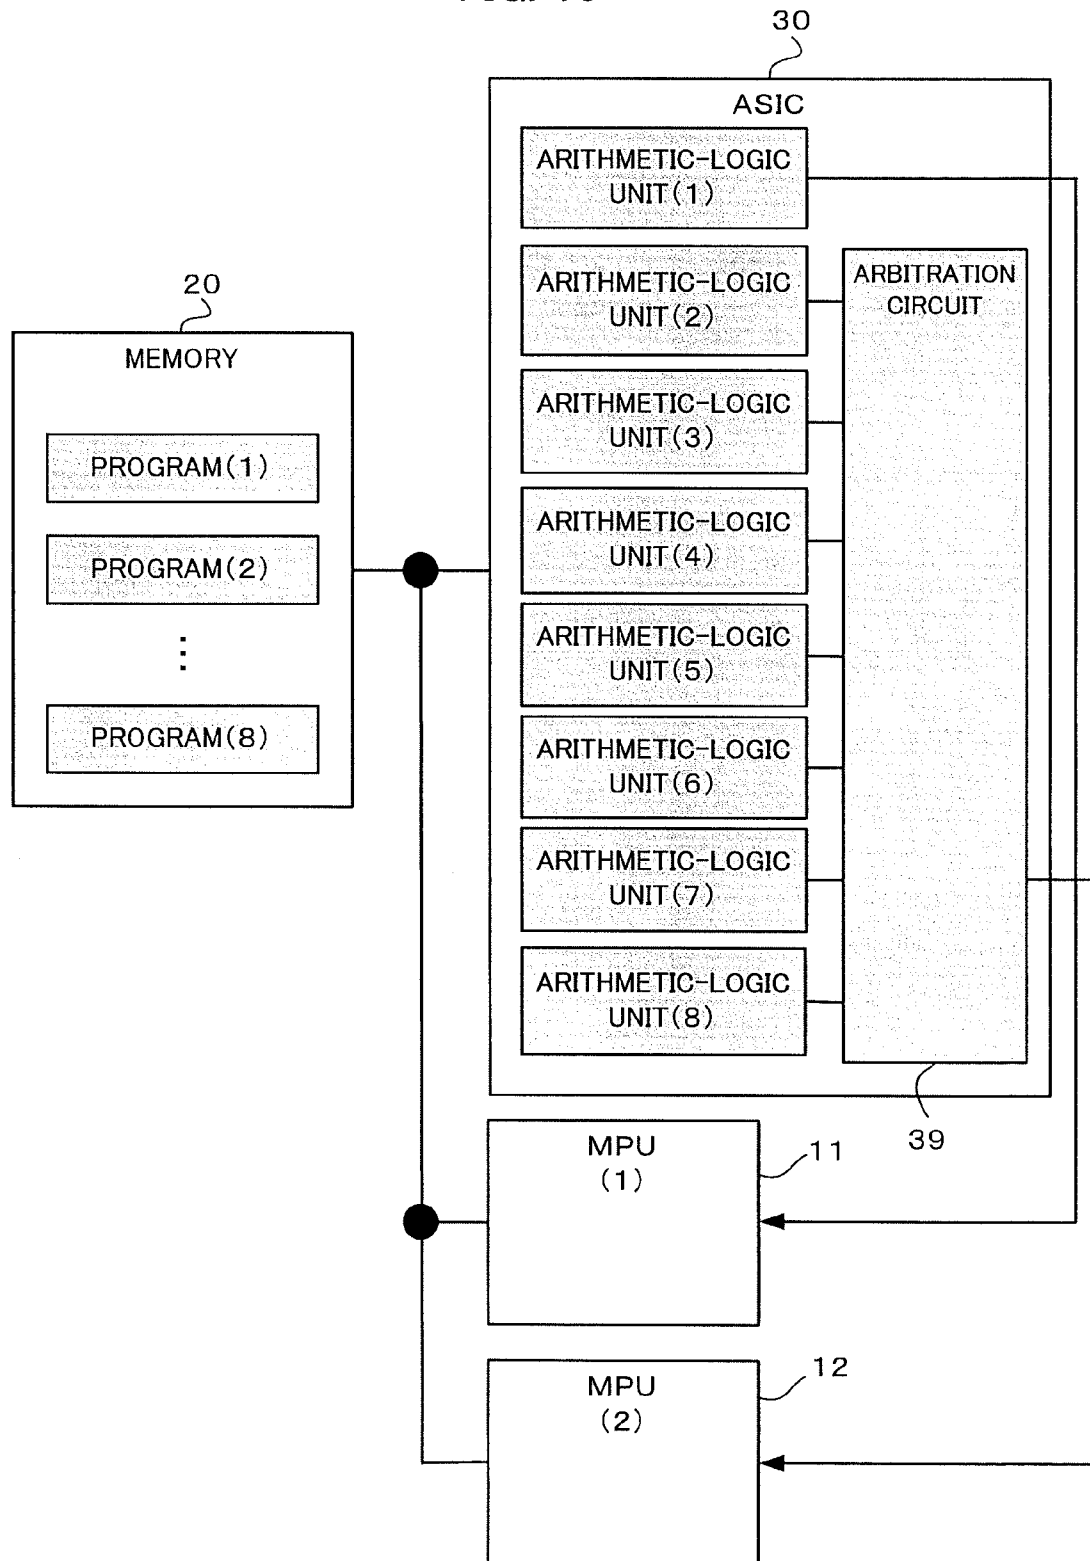 30
ASIC
ARITHMETIC-LOGIC
UNIT(1)
ARITHMETIC-LOGIC
UNIT(2)
ARITHMETIC-LOGIC
UNIT(3)
ARITHMETIC-LOGIC
UNIT(4)
ARITHMETIC-LOGIC
UNIT(5)
ARITHMETIC-LOGIC
UNIT(6)
ARITHMETIC-LOGIC
UNIT(7)
ARITHMETIC-LOGIC
UNIT(8)
ARBITRATION
CIRCUIT
39
20
MEMORY
PROGRAM(1)
PROGRAM(2)
⋮
PROGRAM(8)
MPU
(1)
11
MPU
(2)
12